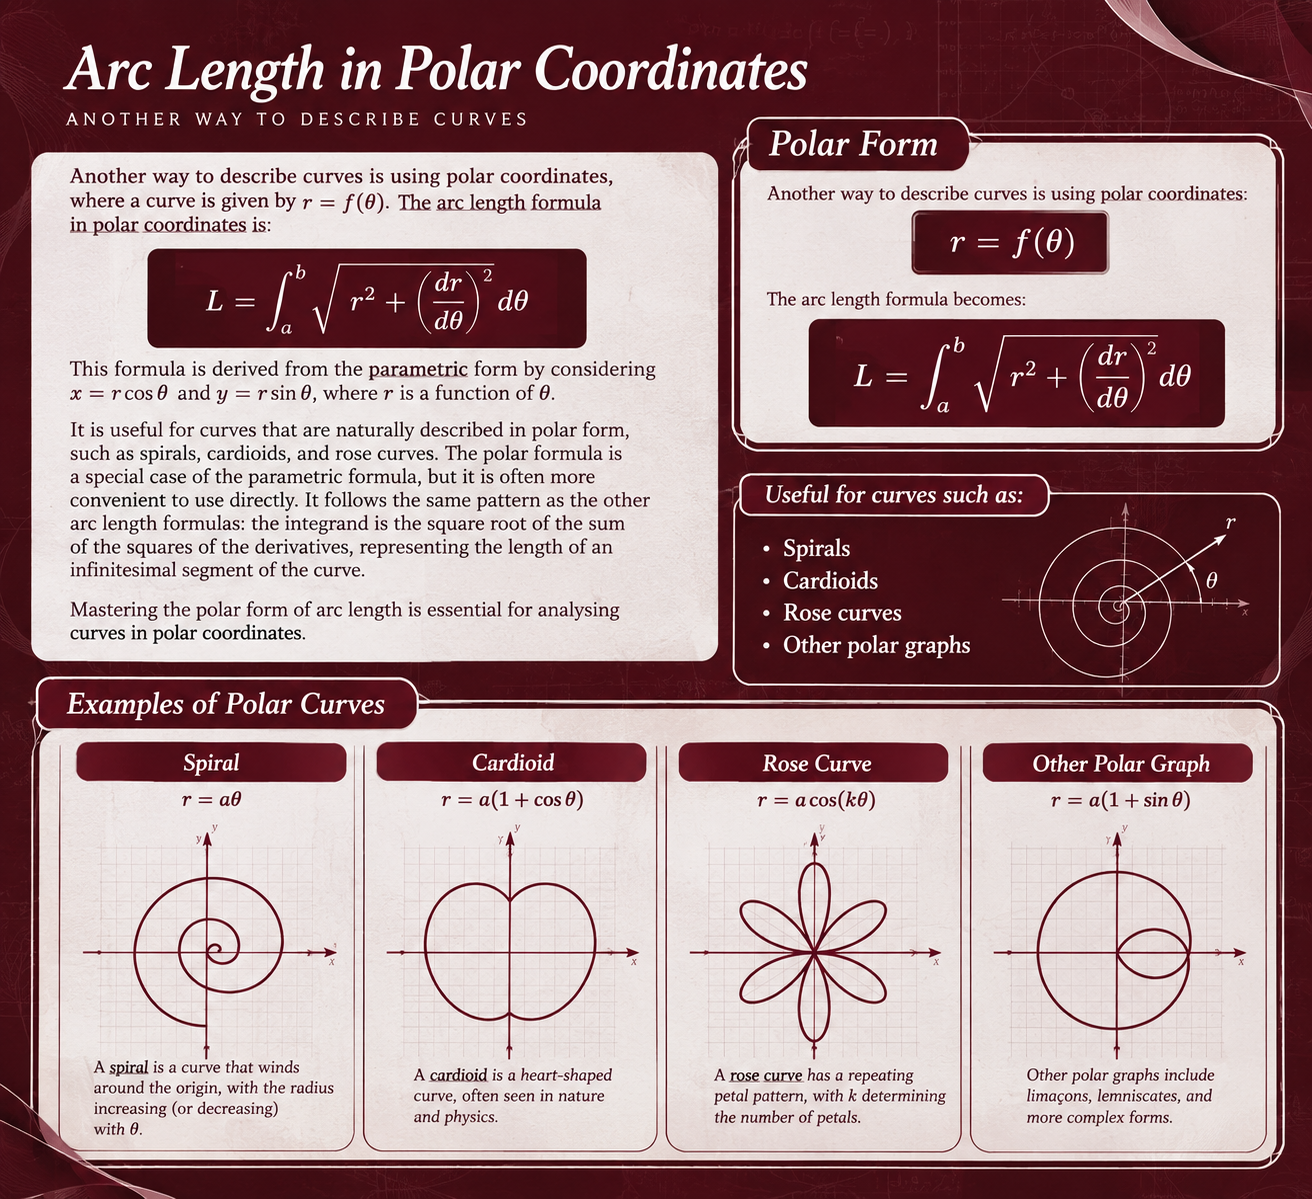 Arc Length in Polar Coordinates
ANOTHER WAY TO DESCRIBE CURVES
Another way to describe curves is using polar coordinates,
where a curve is given by r = f(θ). The arc length formula
in polar coordinates is:
L = ∫_a^b √(r² + (dr/dθ)²) dθ
This formula is derived from the parametric form by considering
x = r cos θ and y = r sin θ, where r is a function of θ.
It is useful for curves that are naturally described in polar form,
such as spirals, cardioids, and rose curves. The polar formula is
a special case of the parametric formula, but it is often more
convenient to use directly. It follows the same pattern as the other
arc length formulas: the integrand is the square root of the sum
of the squares of the derivatives, representing the length of an
infinitesimal segment of the curve.
Mastering the polar form of arc length is essential for analysing
curves in polar coordinates.
Polar Form
Another way to describe curves is using polar coordinates:
r = f(θ)
The arc length formula becomes:
L = ∫_a^b √(r² + (dr/dθ)²) dθ
Useful for curves such as:
• Spirals
• Cardioids
• Rose curves
• Other polar graphs
r
θ
x
Examples of Polar Curves
Spiral
r = aθ
y
y
x
A spiral is a curve that winds
around the origin, with the radius
increasing (or decreasing)
with θ.
Cardioid
r = a(1 + cos θ)
y
x
A cardioid is a heart-shaped
curve, often seen in nature
and physics.
Rose Curve
r = a cos(kθ)
y
y
x
A rose curve has a repeating
petal pattern, with k determining
the number of petals.
Other Polar Graph
r = a(1 + sin θ)
y
x
Other polar graphs include
limaçons, lemniscates, and
more complex forms.